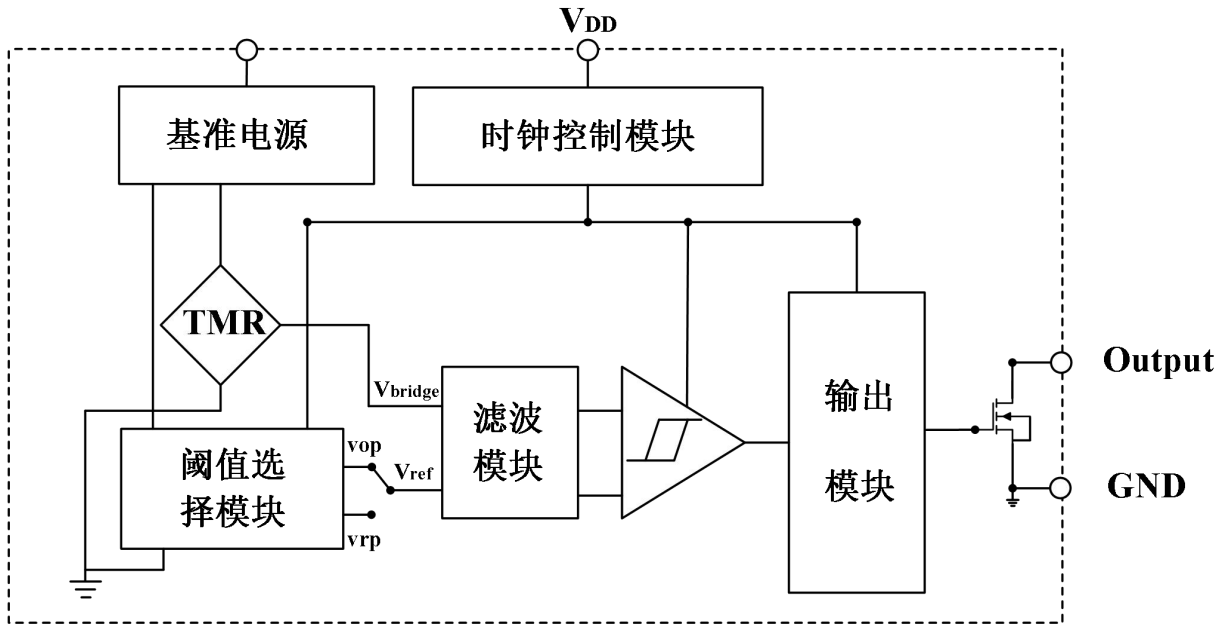 VDD
基准电源
时钟控制模块
TMR
Vbridge
滤波
模块
输出
模块
Output
GND
阈值选
择模块
vop
Vref
vrp